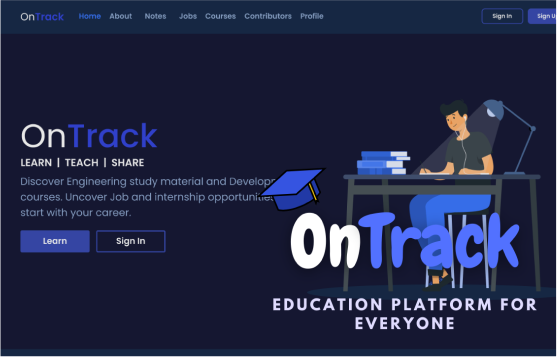 OnTrack Home About Notes Jobs Courses Contributors Profile Sign In Sign
OnTrack
LEARN | TEACH | SHARE
Discover Engineering study material and Develop
courses. Uncover Job and internship opportunitie
start with your career.
Learn Sign In
OnTrack
EDUCATION PLATFORM FOR
EVERYONE